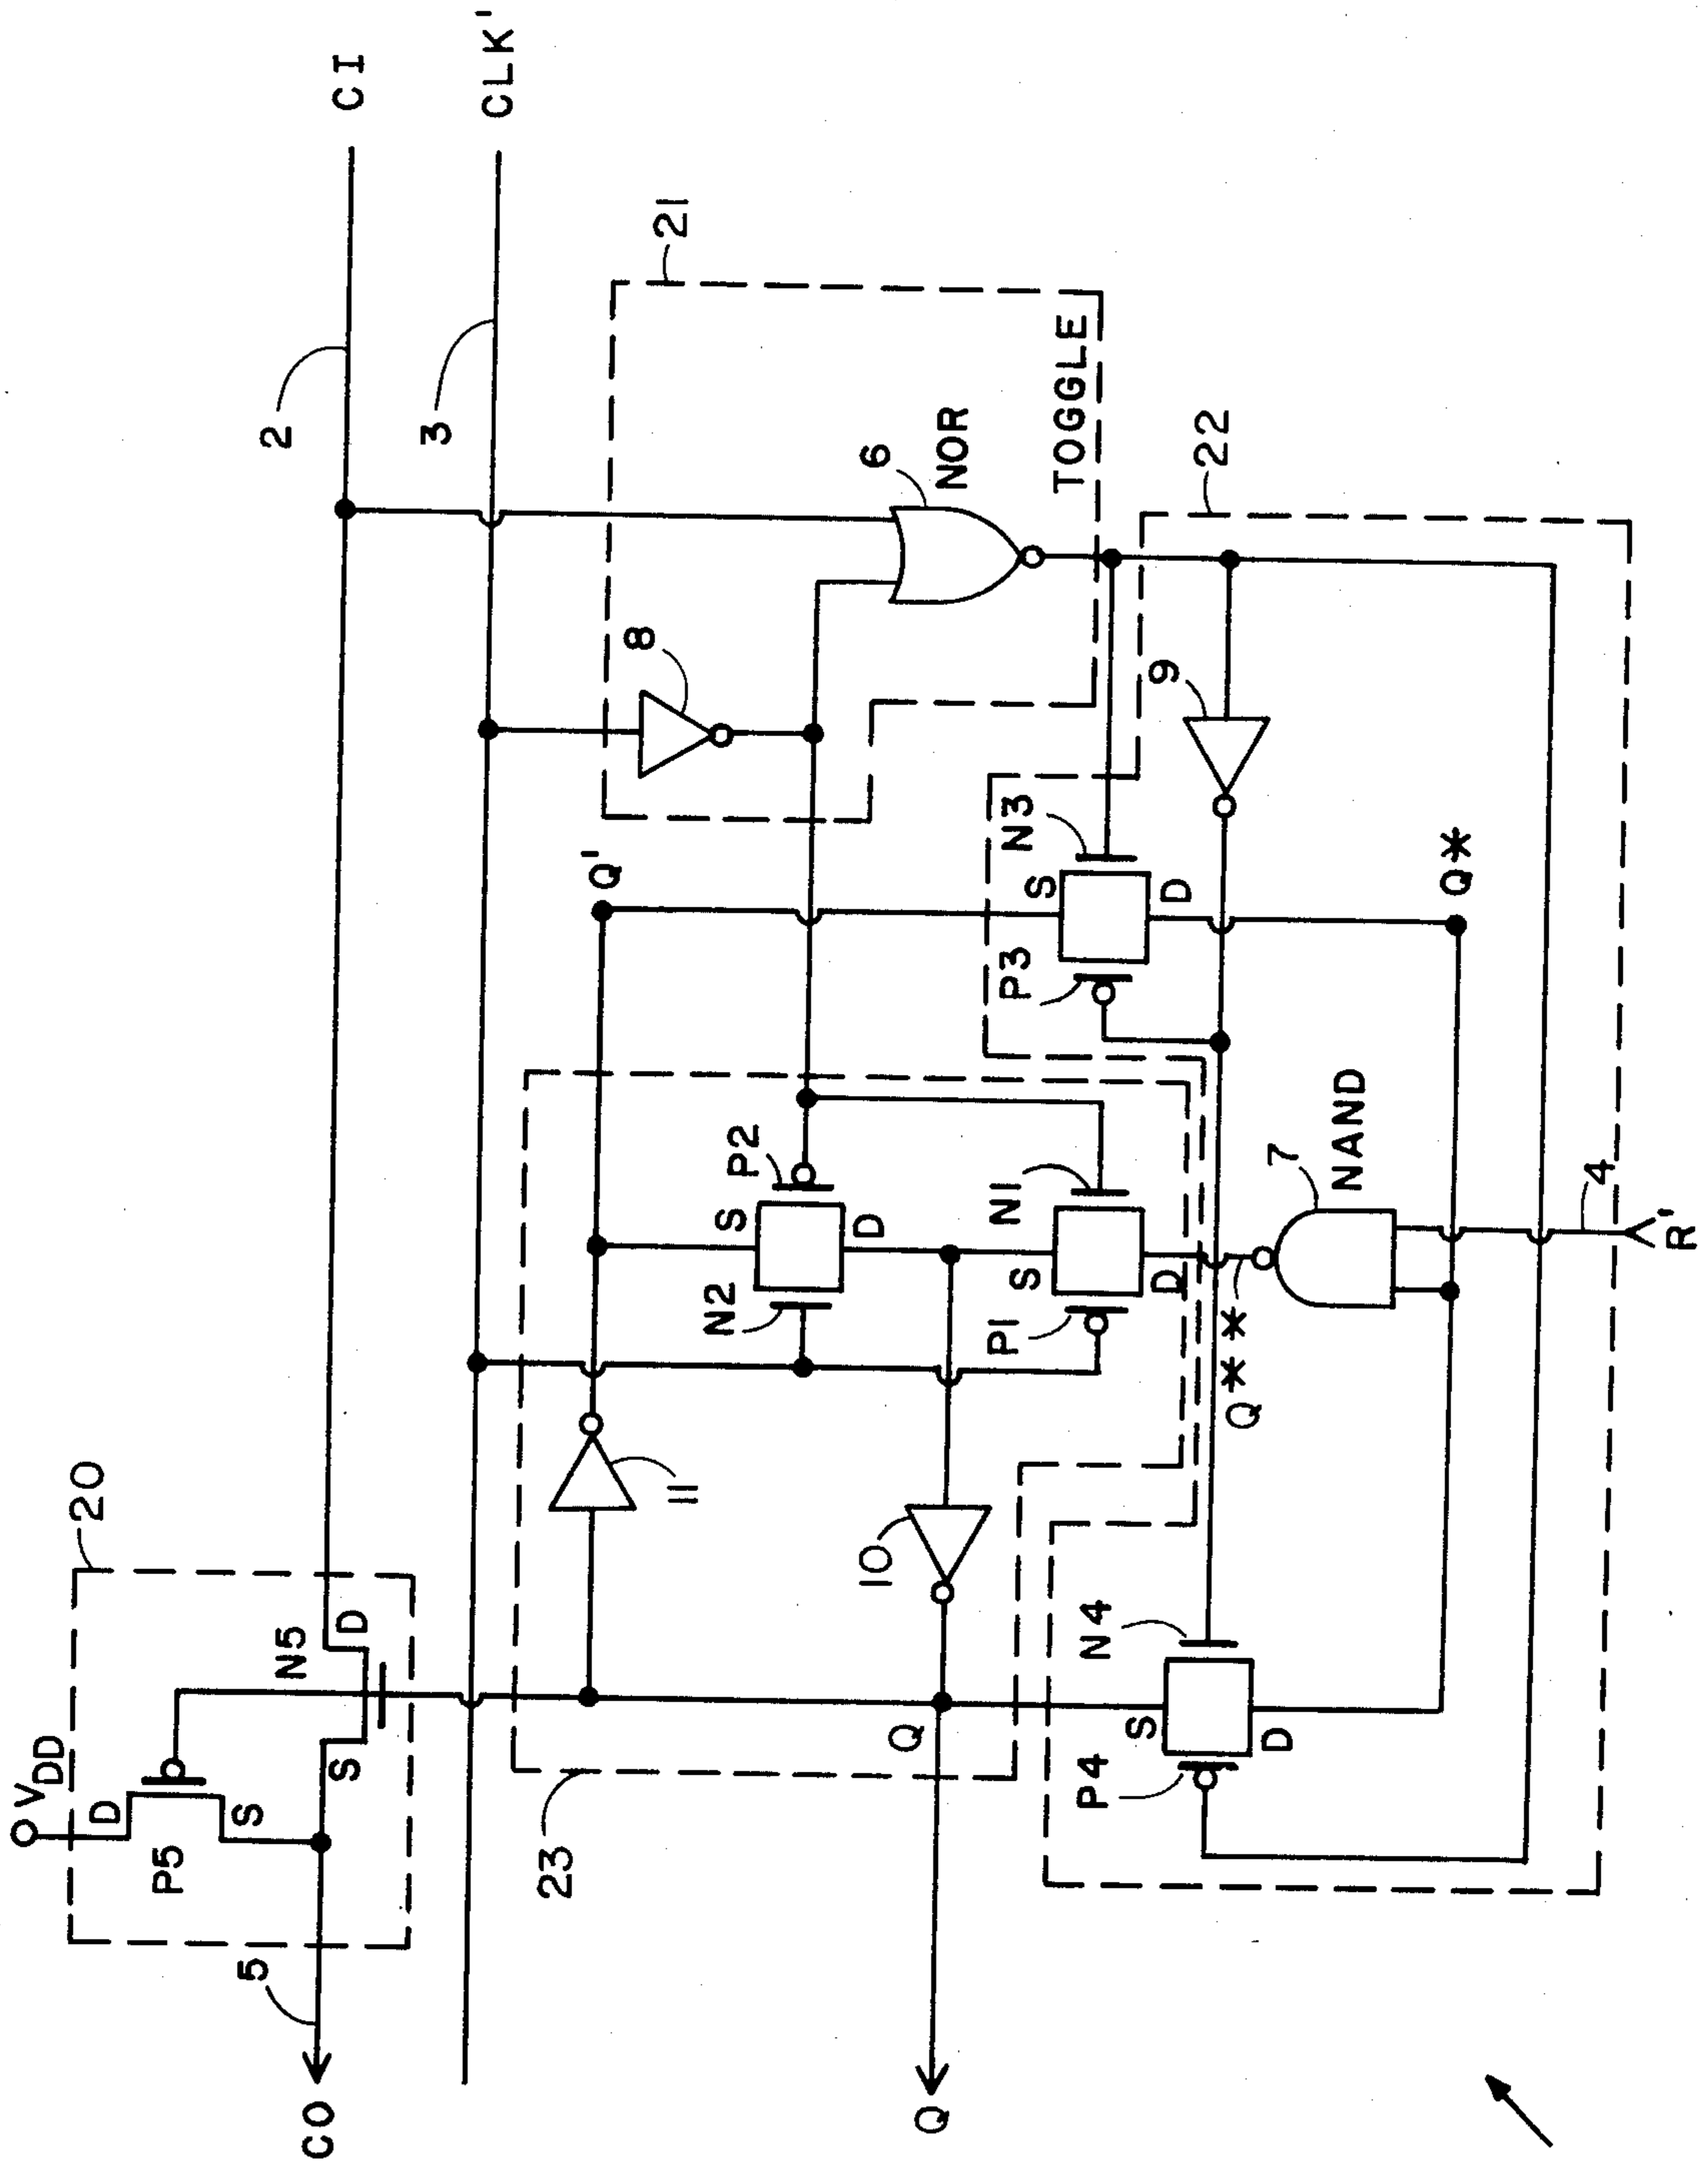 CI
CLK'
2
3
21
TOGGLE
6
NOR
22
8
9
Q'
N3
S
D
P3
Q*
P2
S
D
N2
N1
S
D
P1
7
NAND
4
R'
Q**
11
10
20
N5
D
S
VDD
D
S
P5
Q
N4
S
D
P4
23
5
CO
Q